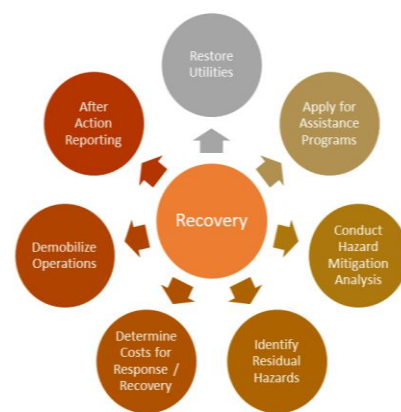 Restore
Utilities
After
Action
Reporting
Apply for
Assistance
Programs
Recovery
Demobilize
Operations
Conduct
Hazard
Mitigation
Analysis
Determine
Costs for
Response /
Recovery
Identify
Residual
Hazards